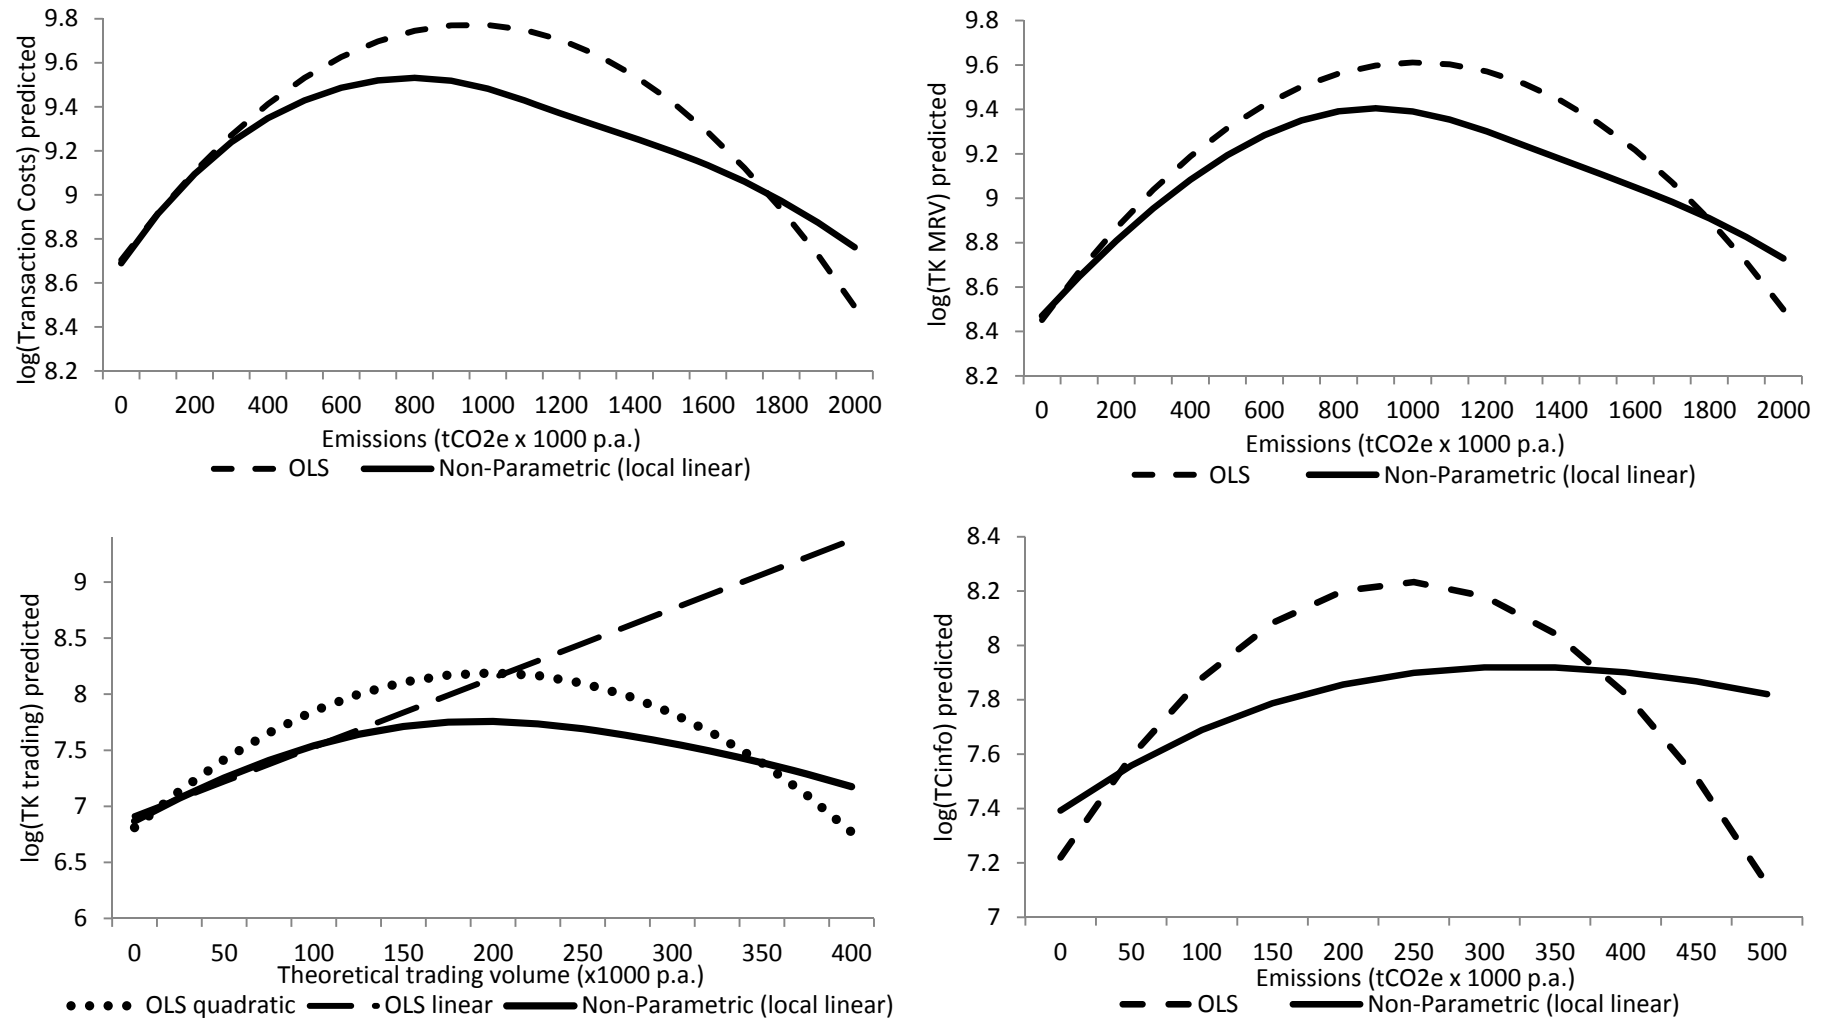 log(Transaction Costs) predicted
9.8
9.6
9.4
9.2
9
8.8
8.6
8.4
8.2
0 200 400 600 800 1000 1200 1400 1600 1800 2000
Emissions (tCO2e x 1000 p.a.)
OLS Non-Parametric (local linear)
log(TK MRV) predicted
9.8
9.6
9.4
9.2
9
8.8
8.6
8.4
8.2
0 200 400 600 800 1000 1200 1400 1600 1800 2000
Emissions (tCO2e x 1000 p.a.)
OLS Non-Parametric (local linear)
log(TK trading) predicted
9
8.5
8
7.5
7
6.5
6
0 50 100 150 200 250 300 350 400
Theoretical trading volume (x1000 p.a.)
OLS quadratic OLS linear Non-Parametric (local linear)
log(TCinfo) predicted
8.4
8.2
8
7.8
7.6
7.4
7.2
7
0 50 100 150 200 250 300 350 400 450 500
Emissions (tCO2e x 1000 p.a.)
OLS Non-Parametric (local linear)